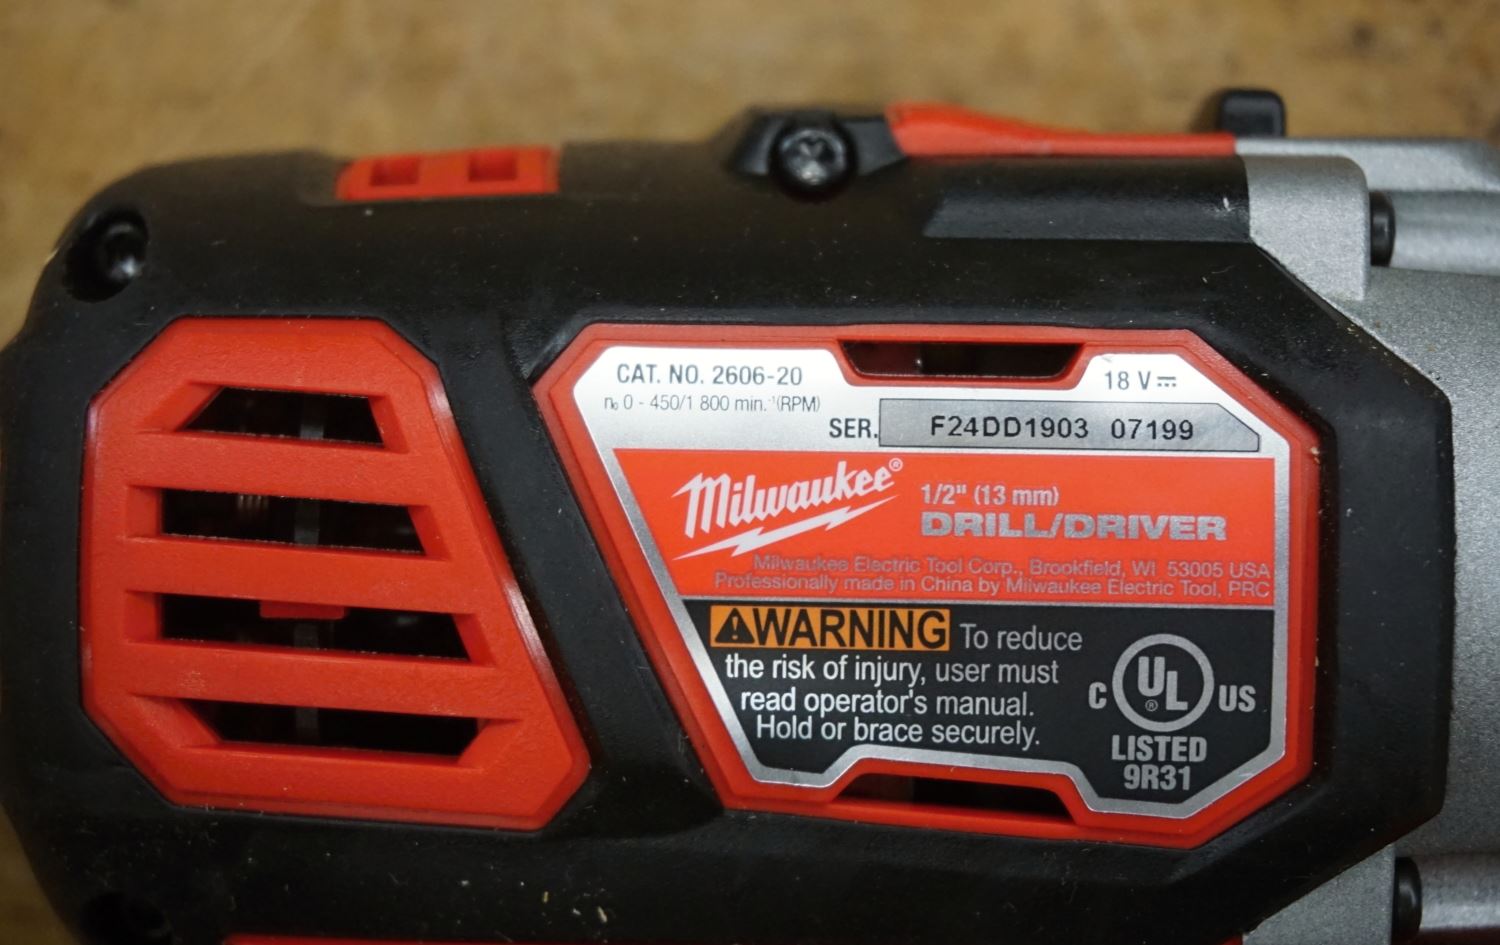 CAT. NO. 2606-20
18 V⎓
n₀ 0 - 450/1 800 min.⁻¹(RPM)
SER. F24DD1903 07199
Milwaukee®
1/2" (13 mm)
DRILL/DRIVER
Milwaukee Electric Tool Corp., Brookfield, WI 53005 USA
Professionally made in China by Milwaukee Electric Tool, PRC
⚠WARNING To reduce
the risk of injury, user must
read operator's manual.
Hold or brace securely.
C UL® US
LISTED
9R31